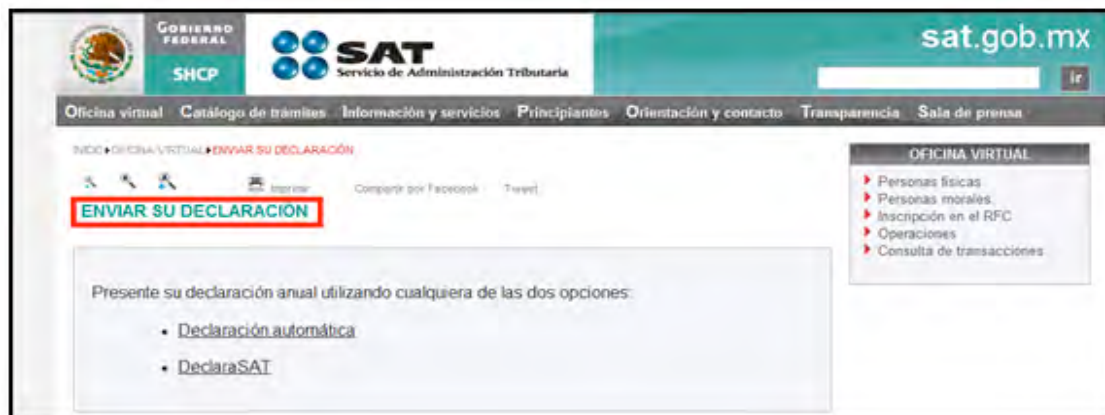 GOBIERNO
FEDERAL
SHCP
SAT
Servicio de Administración Tributaria
sat.gob.mx
ir
Oficina virtual Catálogo de trámites Información y servicios Principiantes Orientación y contacto Transparencia Sala de prensa
INICIO OFICINA VIRTUAL ENVIAR SU DECLARACIÓN
Imprimir Compartir por Facebook Tweet
ENVIAR SU DECLARACIÓN
Presente su declaración anual utilizando cualquiera de las dos opciones:
• Declaración automática
• DeclaraSAT
OFICINA VIRTUAL
Personas físicas
Personas morales
Inscripción en el RFC
Operaciones
Consulta de transacciones